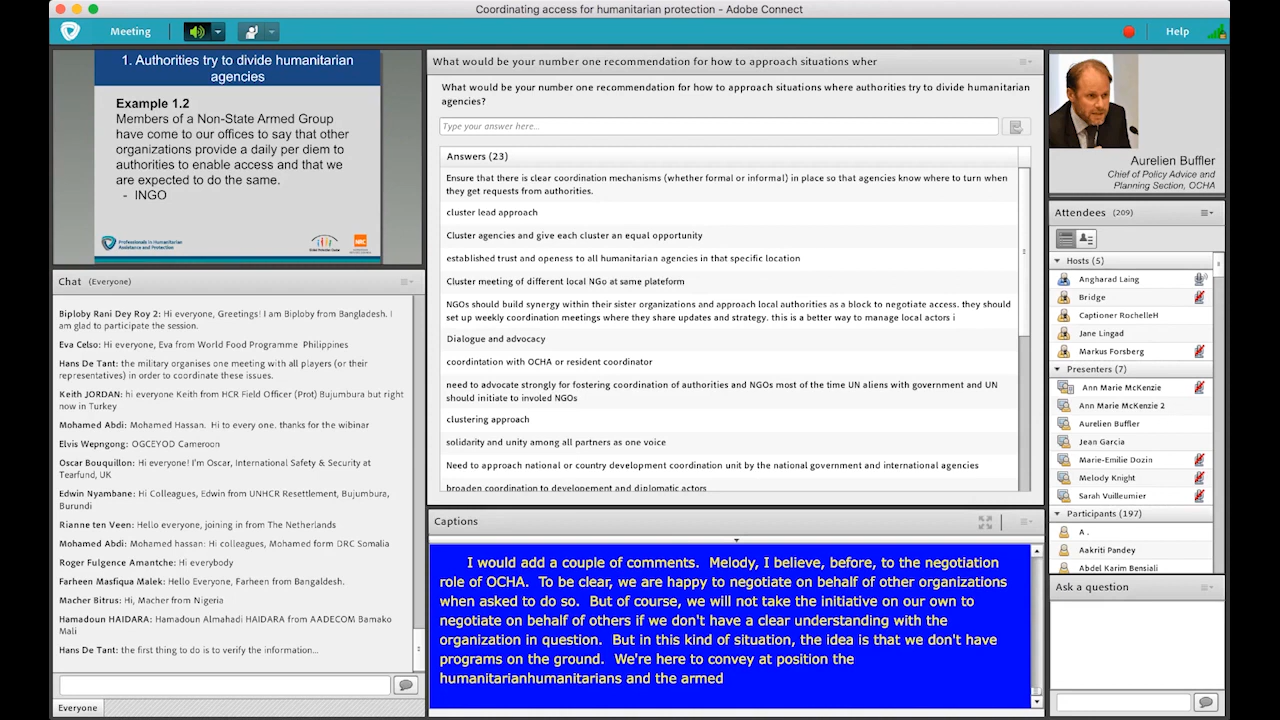 Coordinating access for humanitarian protection - Adobe Connect
Meeting
Help
1. Authorities try to divide humanitarian
agencies
Example 1.2
Members of a Non-State Armed Group
have come to our offices to say that other
organizations provide a daily per diem to
authorities to enable access and that we
are expected to do the same.
- INGO
Professionals in Humanitarian
Assistance and Protection
NRC
Chat (Everyone)
Biploby Rani Dey Roy 2: Hi everyone, Greetings! I am Biploby from Bangladesh. I
am glad to participate the session.
Eva Celso: Hi everyone, Eva from World Food Programme Philippines
Hans De Tant: the military organises one meeting with all players (or their
representatives) in order to coordinate these issues.
Keith JORDAN: hi everyone Keith from HCR Field Officer (Prot) Bujumbura but right
now in Turkey
Mohamed Abdi: Mohamed Hassan. Hi to every one. thanks for the wibinar
Elvis Wepngong: OGCEYOD Cameroon
Oscar Bouquillon: Hi everyone! I'm Oscar, International Safety & Security at
Tearfund, UK
Edwin Nyambane: Hi Colleagues, Edwin from UNHCR Resettlement, Bujumbura,
Burundi
Rianne ten Veen: Hello everyone, joining in from The Netherlands
Mohamed Abdi: Mohamed hassan: Hi colleagues, Mohamed form DRC Somalia
Roger Fulgence Amantche: Hi everybody
Farheen Masfiqua Malek: Hello Everyone, Farheen from Bangaldesh.
Macher Bitrus: Hi, Macher from Nigeria
Hamadoun HAIDARA: Hamadoun Almahadi HAIDARA from AADECOM Bamako
Mali
Hans De Tant: the first thing to do is to verify the information...
Everyone
What would be your number one recommendation for how to approach situations wher
What would be your number one recommendation for how to approach situations where authorities try to divide humanitarian
agencies?
Type your answer here...
Answers (23)
Ensure that there is clear coordination mechanisms (whether formal or informal) in place so that agencies know where to turn when
they get requests from authorities.
cluster lead approach
Cluster agencies and give each cluster an equal opportunity
established trust and openess to all humanitarian agencies in that specific location
Cluster meeting of different local NGo at same plateform
NGOs should build synergy within their sister organizations and approach local authorities as a block to negotiate access. they should
set up weekly coordination meetings where they share updates and strategy. this is a better way to manage local actors i
Dialogue and advocacy
coordintation with OCHA or resident coordinator
need to advocate strongly for fostering coordination of authorities and NGOs most of the time UN aliens with government and UN
should initiate to involed NGOs
clustering approach
solidarity and unity among all partners as one voice
Need to approach national or country development coordination unit by the national government and international agencies
broaden coordination to developement and diplomatic actors
Captions
I would add a couple of comments. Melody, I believe, before, to the negotiation
role of OCHA. To be clear, we are happy to negotiate on behalf of other organizations
when asked to do so. But of course, we will not take the initiative on our own to
negotiate on behalf of others if we don't have a clear understanding with the
organization in question. But in this kind of situation, the idea is that we don't have
programs on the ground. We're here to convey at position the
humanitarianhumanitarians and the armed
Aurelien Buffler
Chief of Policy Advice and
Planning Section, OCHA
Attendees (209)
Hosts (5)
Angharad Laing
Bridge
Captioner RochelleH
Jane Lingad
Markus Forsberg
Presenters (7)
Ann Marie McKenzie
Ann Marie McKenzie 2
Aurelien Buffler
Jean Garcia
Marie-Emilie Dozin
Melody Knight
Sarah Vuilleumier
Participants (197)
A .
Aakriti Pandey
Abdel Karim Bensiali
Ask a question